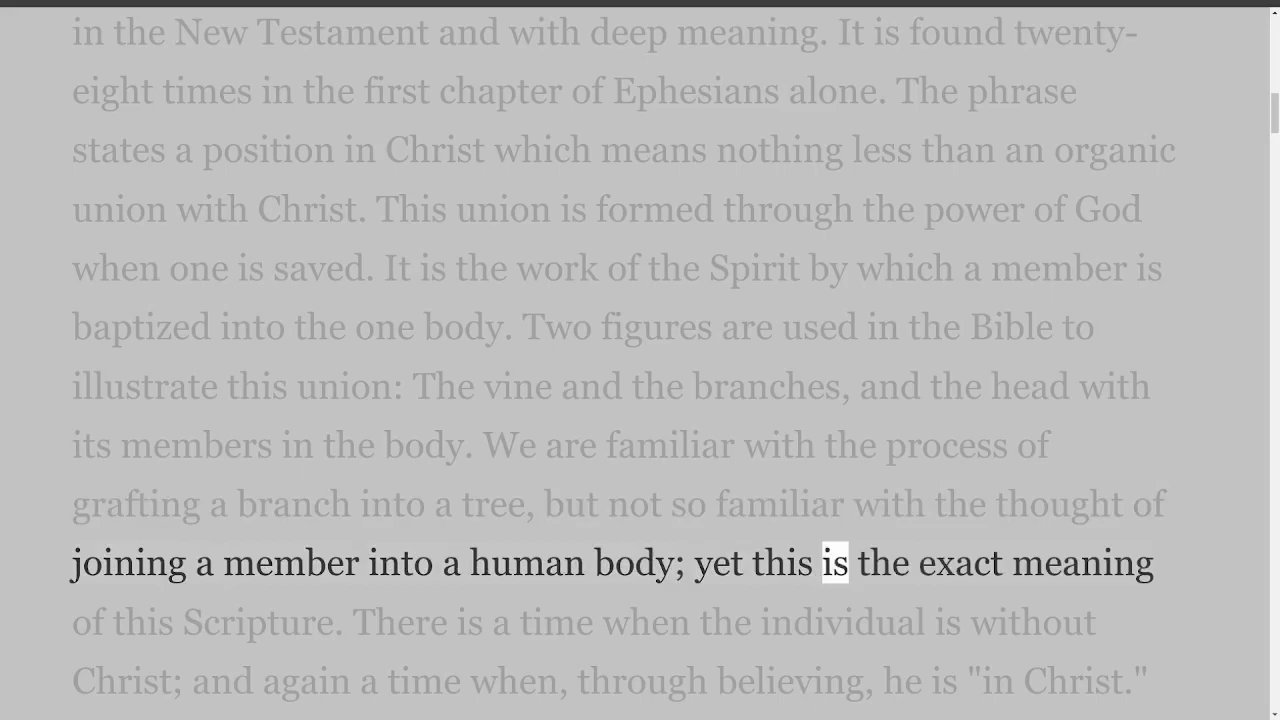 in the New Testament and with deep meaning. It is found twenty-
eight times in the first chapter of Ephesians alone. The phrase
states a position in Christ which means nothing less than an organic
union with Christ. This union is formed through the power of God
when one is saved. It is the work of the Spirit by which a member is
baptized into the one body. Two figures are used in the Bible to
illustrate this union: The vine and the branches, and the head with
its members in the body. We are familiar with the process of
grafting a branch into a tree, but not so familiar with the thought of
joining a member into a human body; yet this is the exact meaning
of this Scripture. There is a time when the individual is without
Christ; and again a time when, through believing, he is "in Christ."